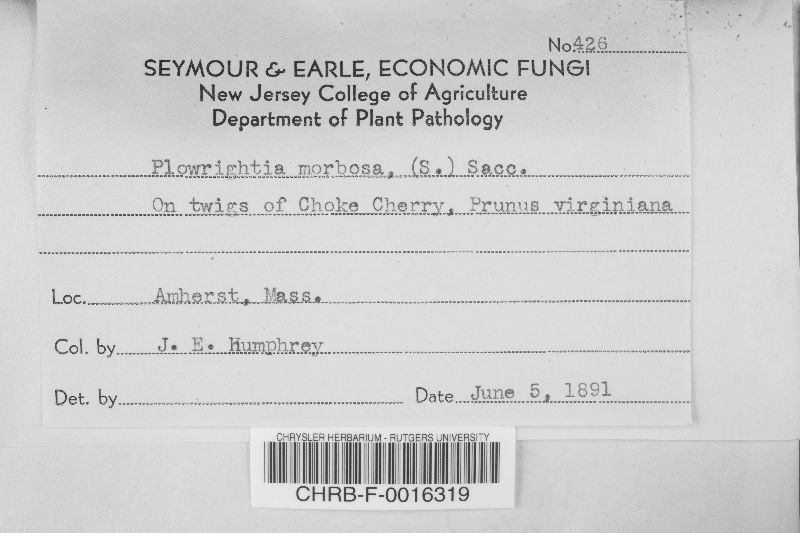 No. 426
SEYMOUR & EARLE, ECONOMIC FUNGI
New Jersey College of Agriculture
Department of Plant Pathology
Plowrightia morbosa, (S.) Sacc.
On twigs of Choke Cherry, Prunus virginiana
Loc. Amherst, Mass.
Col. by J. E. Humphrey
Det. by Date June 5, 1891
CHRYSLER HERBARIUM - RUTGERS UNIVERSITY
CHRB-F-0016319